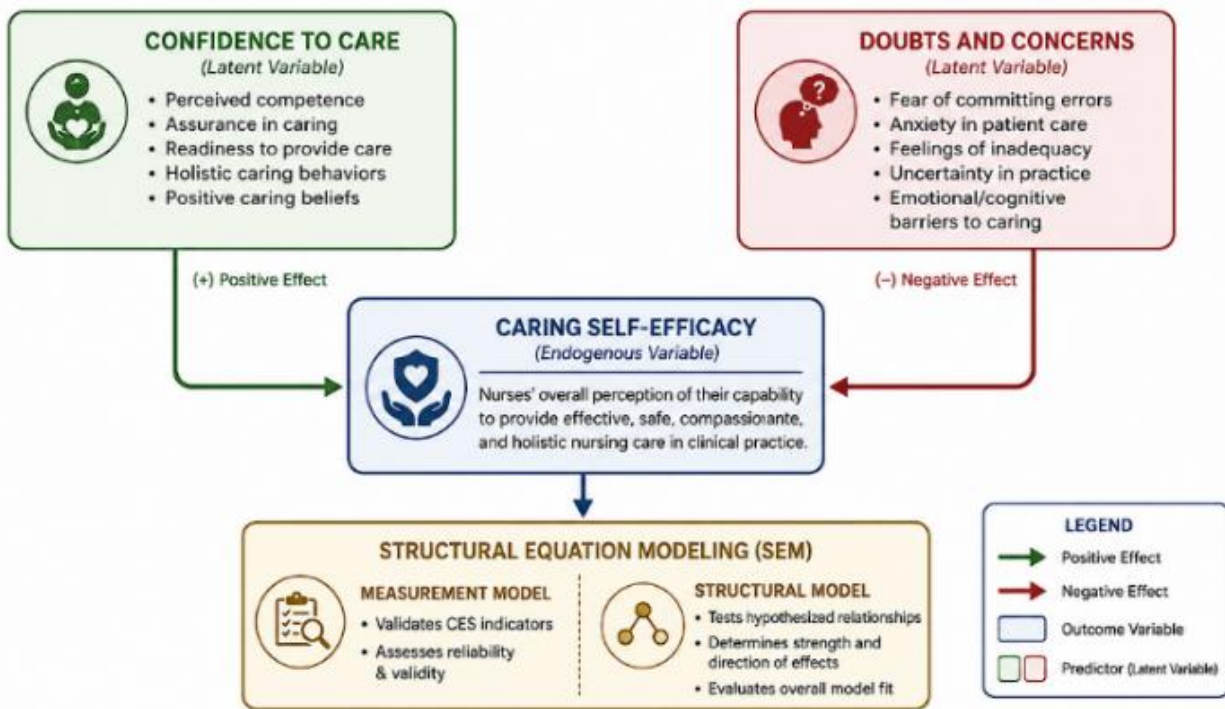 CONFIDENCE TO CARE
(Latent Variable)
• Perceived competence
• Assurance in caring
• Readiness to provide care
• Holistic caring behaviors
• Positive caring beliefs
DOUBTS AND CONCERNS
(Latent Variable)
?
• Fear of committing errors
• Anxiety in patient care
• Feelings of inadequacy
• Uncertainty in practice
• Emotional/cognitive
barriers to caring
(+) Positive Effect
(−) Negative Effect
CARING SELF-EFFICACY
(Endogenous Variable)
Nurses' overall perception of their capability
to provide effective, safe, compassionante,
and holistic nursing care in clinical practice.
STRUCTURAL EQUATION MODELING (SEM)
MEASUREMENT MODEL
• Validates CES indicators
• Assesses reliability
& validity
STRUCTURAL MODEL
• Tests hypothesized relationships
• Determines strength and
direction of effects
• Evaluates overall model fit
LEGEND
Positive Effect
Negative Effect
Outcome Variable
Predictor (Latent Variable)